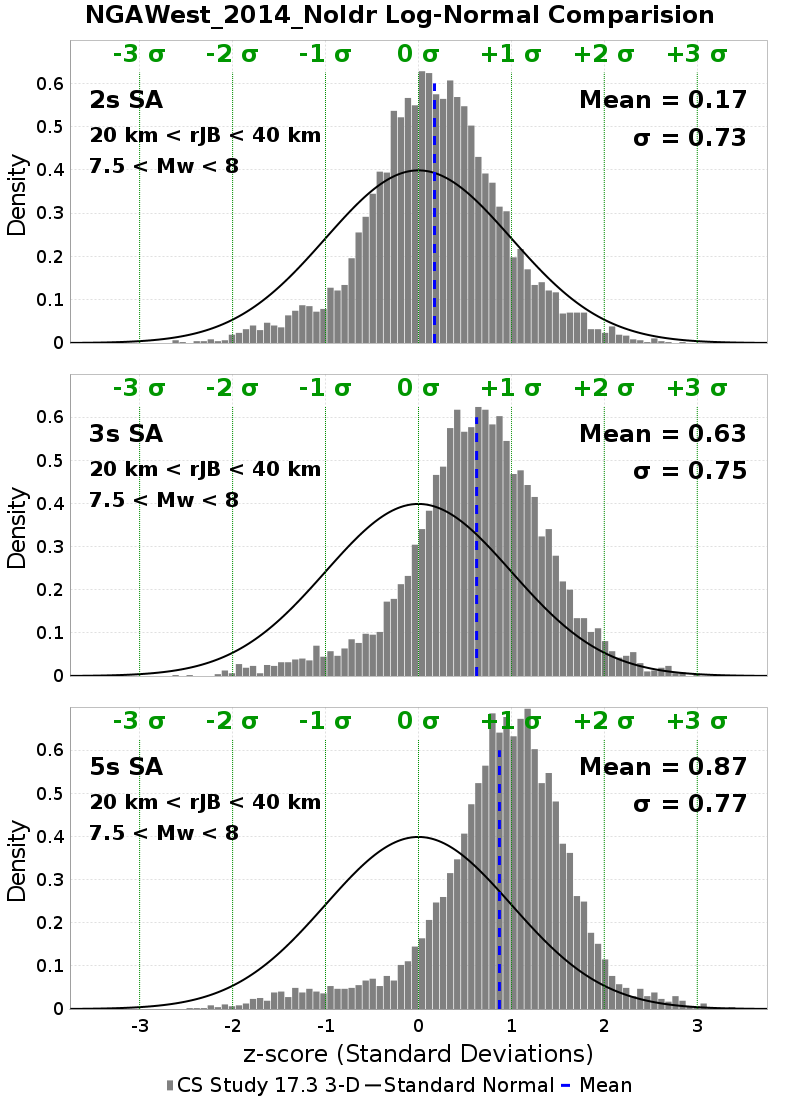 NGAWest_2014_NoIdr Log-Normal Comparision
-3 σ -2 σ -1 σ 0 σ +1 σ +2 σ +3 σ
2s SA
Mean = 0.17
20 km < rJB < 40 km
σ = 0.73
7.5 < Mw < 8
Density
0.6
0.5
0.4
0.3
0.2
0.1
0
-3 σ -2 σ -1 σ 0 σ +1 σ +2 σ +3 σ
3s SA
Mean = 0.63
20 km < rJB < 40 km
σ = 0.75
7.5 < Mw < 8
Density
0.6
0.5
0.4
0.3
0.2
0.1
0
-3 σ -2 σ -1 σ 0 σ +1 σ +2 σ +3 σ
5s SA
Mean = 0.87
20 km < rJB < 40 km
σ = 0.77
7.5 < Mw < 8
Density
0.6
0.5
0.4
0.3
0.2
0.1
0
-3 -2 -1 0 1 2 3
z-score (Standard Deviations)
CS Study 17.3 3-D Standard Normal Mean